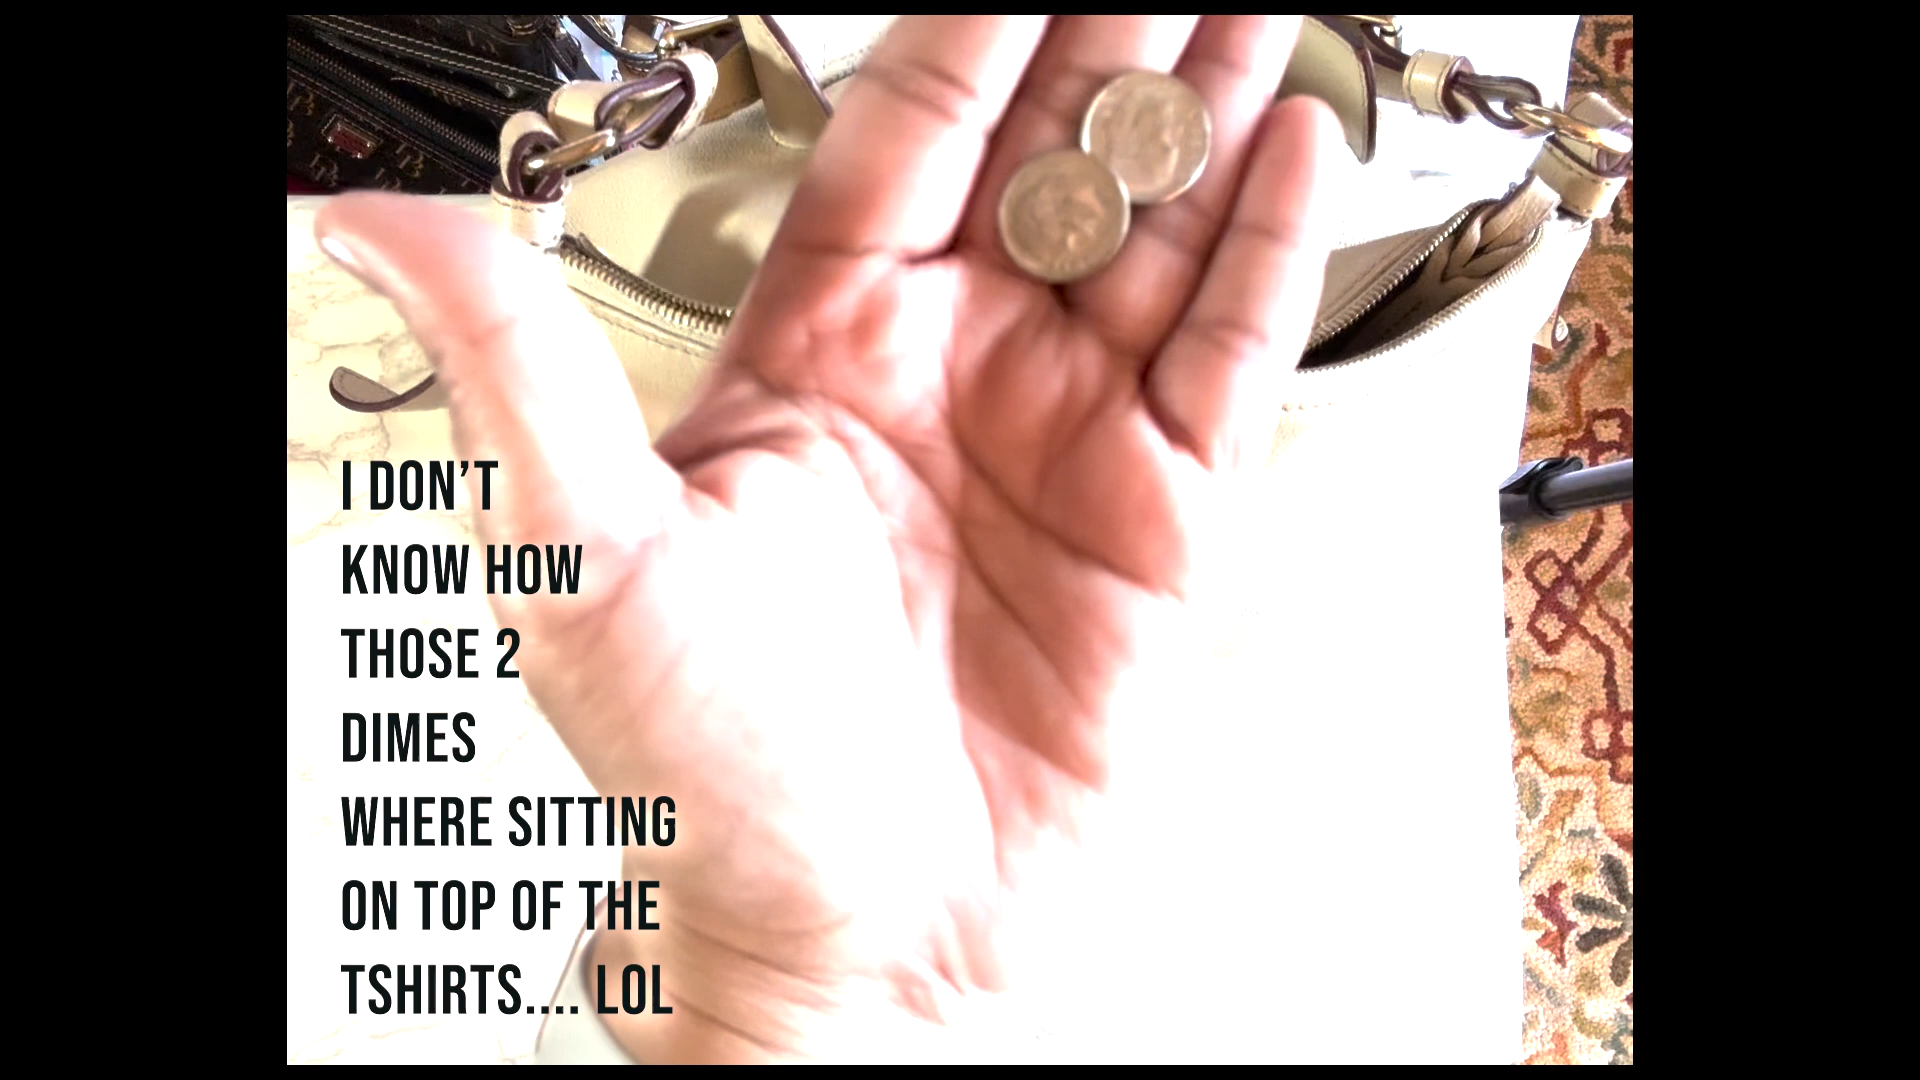 I DON'T
KNOW HOW
THOSE 2
DIMES
WHERE SITTING
ON TOP OF THE
TSHIRTS.... LOL